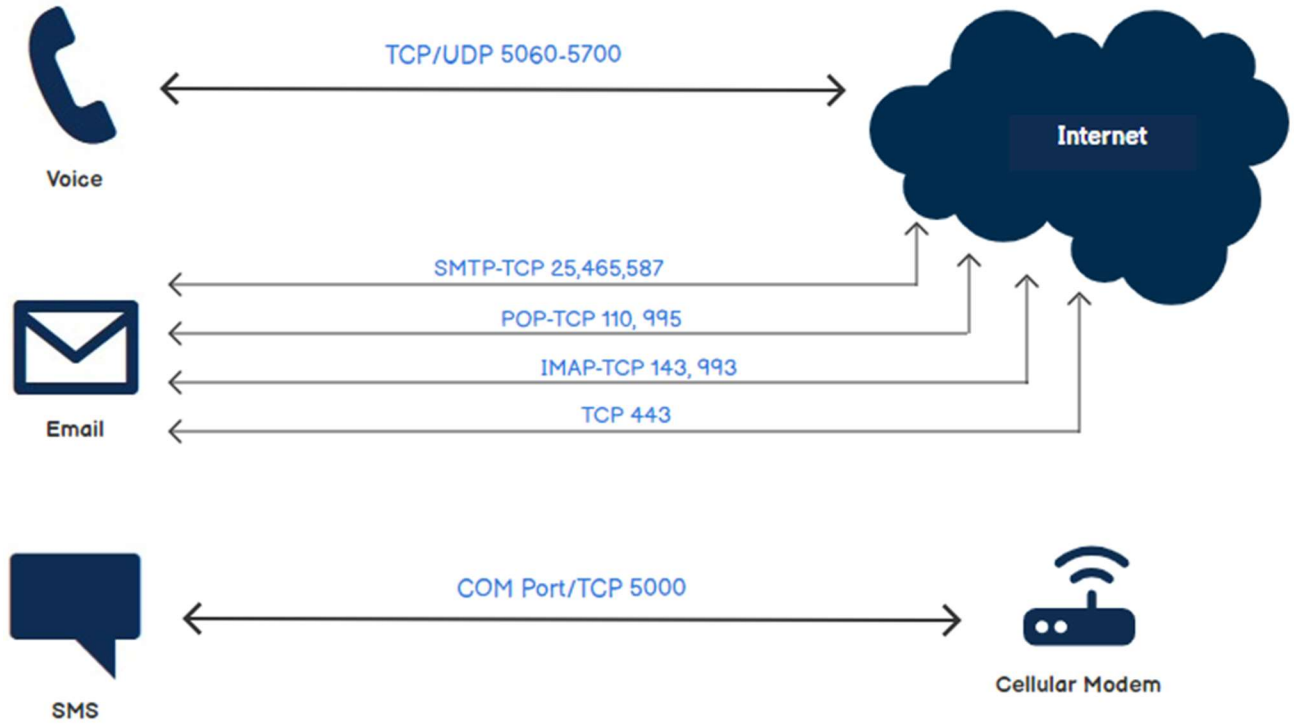 TCP/UDP 5060-5700
Internet
Voice
SMTP-TCP 25,465,587
POP-TCP 110, 995
IMAP-TCP 143, 993
TCP 443
Email
COM Port/TCP 5000
Cellular Modem
SMS